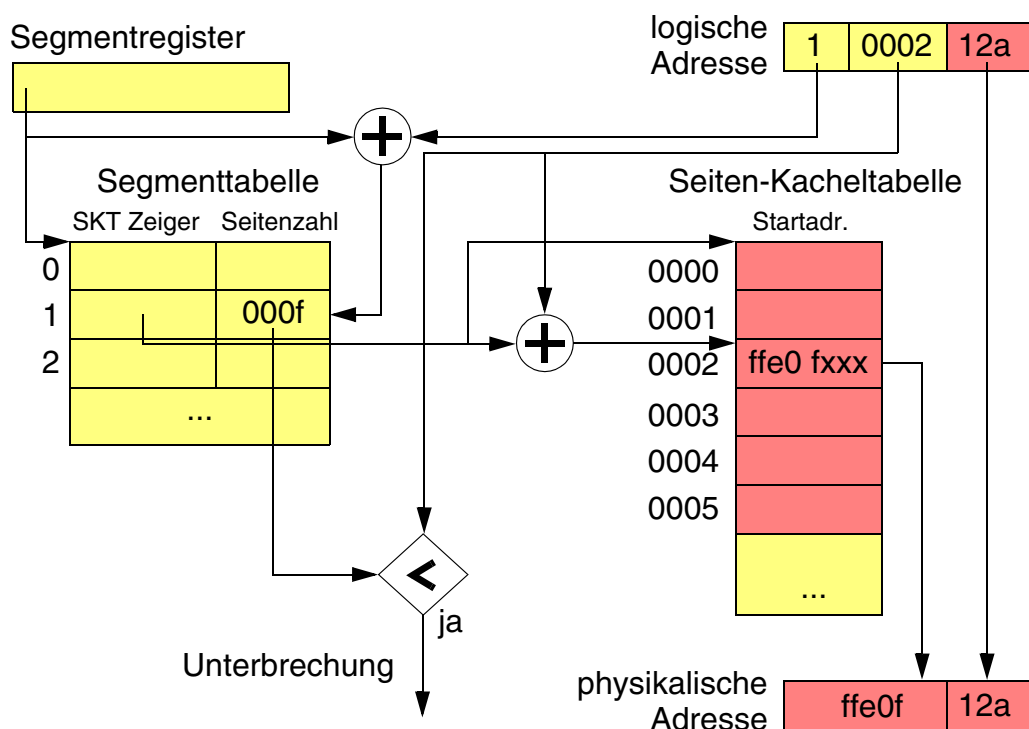 Segmentregister
logische
Adresse
1 0002 12a
Segmenttabelle
SKT Zeiger Seitenzahl
0
1 000f
2
...
Seiten-Kacheltabelle
Startadr.
0000
0001
0002 ffe0 fxxx
0003
0004
0005
...
<
ja
Unterbrechung
physikalische
Adresse
ffe0f 12a